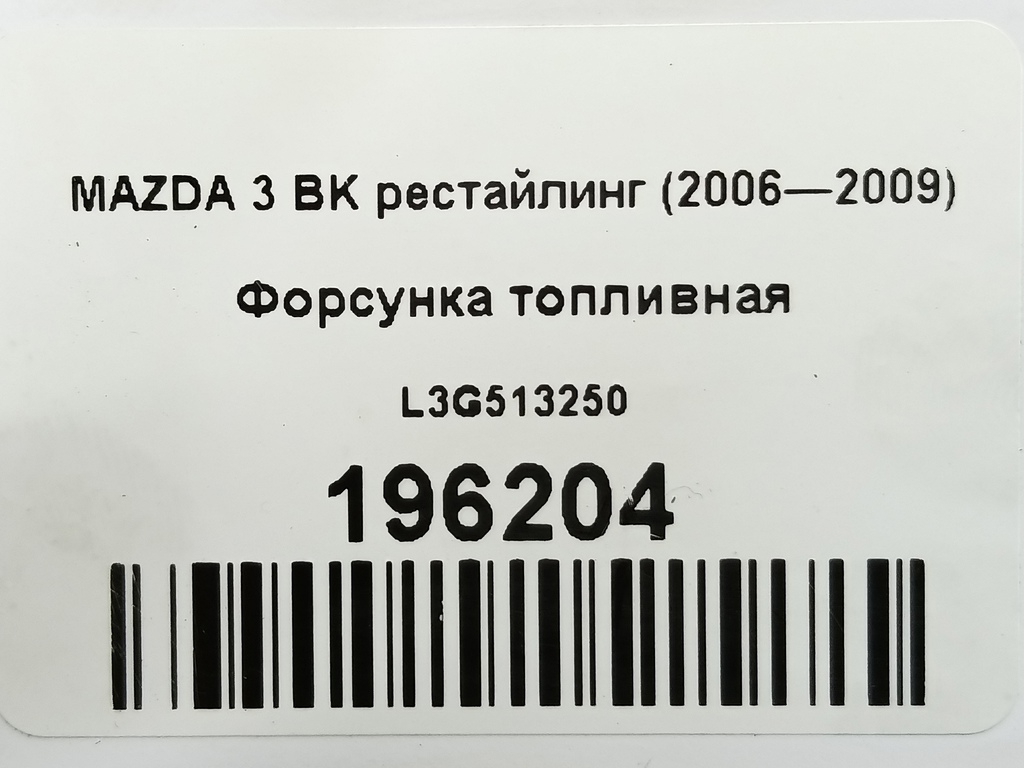 MAZDA 3 BK рестайлинг (2006—2009)
Форсунка топливная
L3G513250
196204